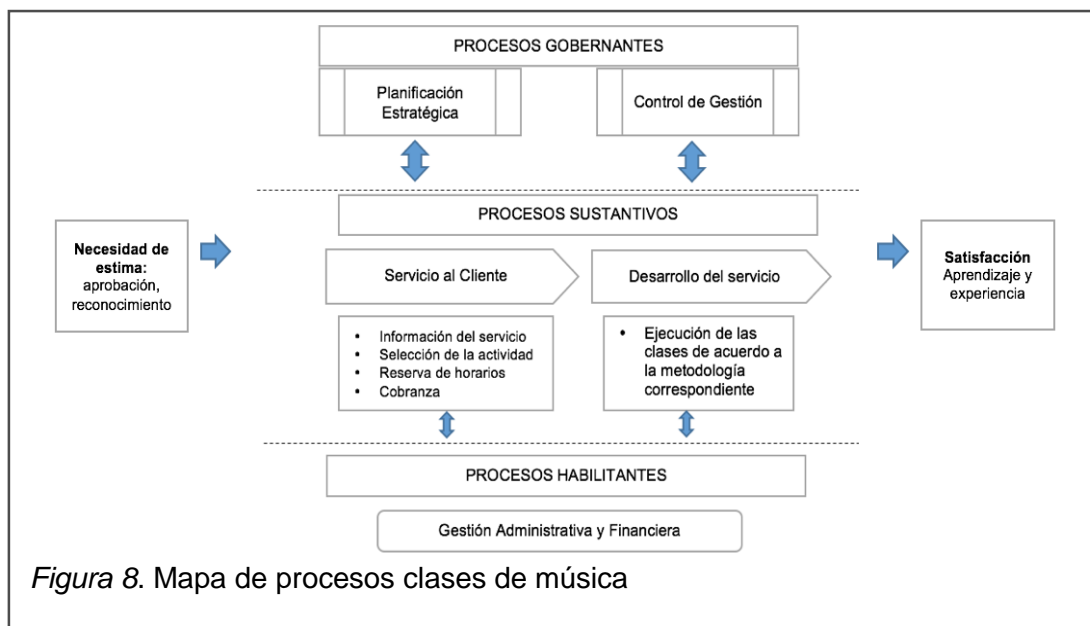 PROCESOS GOBERNANTES
Planificación
Estratégica
Control de Gestión
PROCESOS SUSTANTIVOS
Necesidad de
estima:
aprobación,
reconocimiento
Servicio al Cliente
Desarrollo del servicio
Satisfacción
Aprendizaje y
experiencia
• Información del servicio
• Selección de la actividad
• Reserva de horarios
• Cobranza
• Ejecución de las
clases de acuerdo a
la metodología
correspondiente
PROCESOS HABILITANTES
Gestión Administrativa y Financiera
Figura 8. Mapa de procesos clases de música